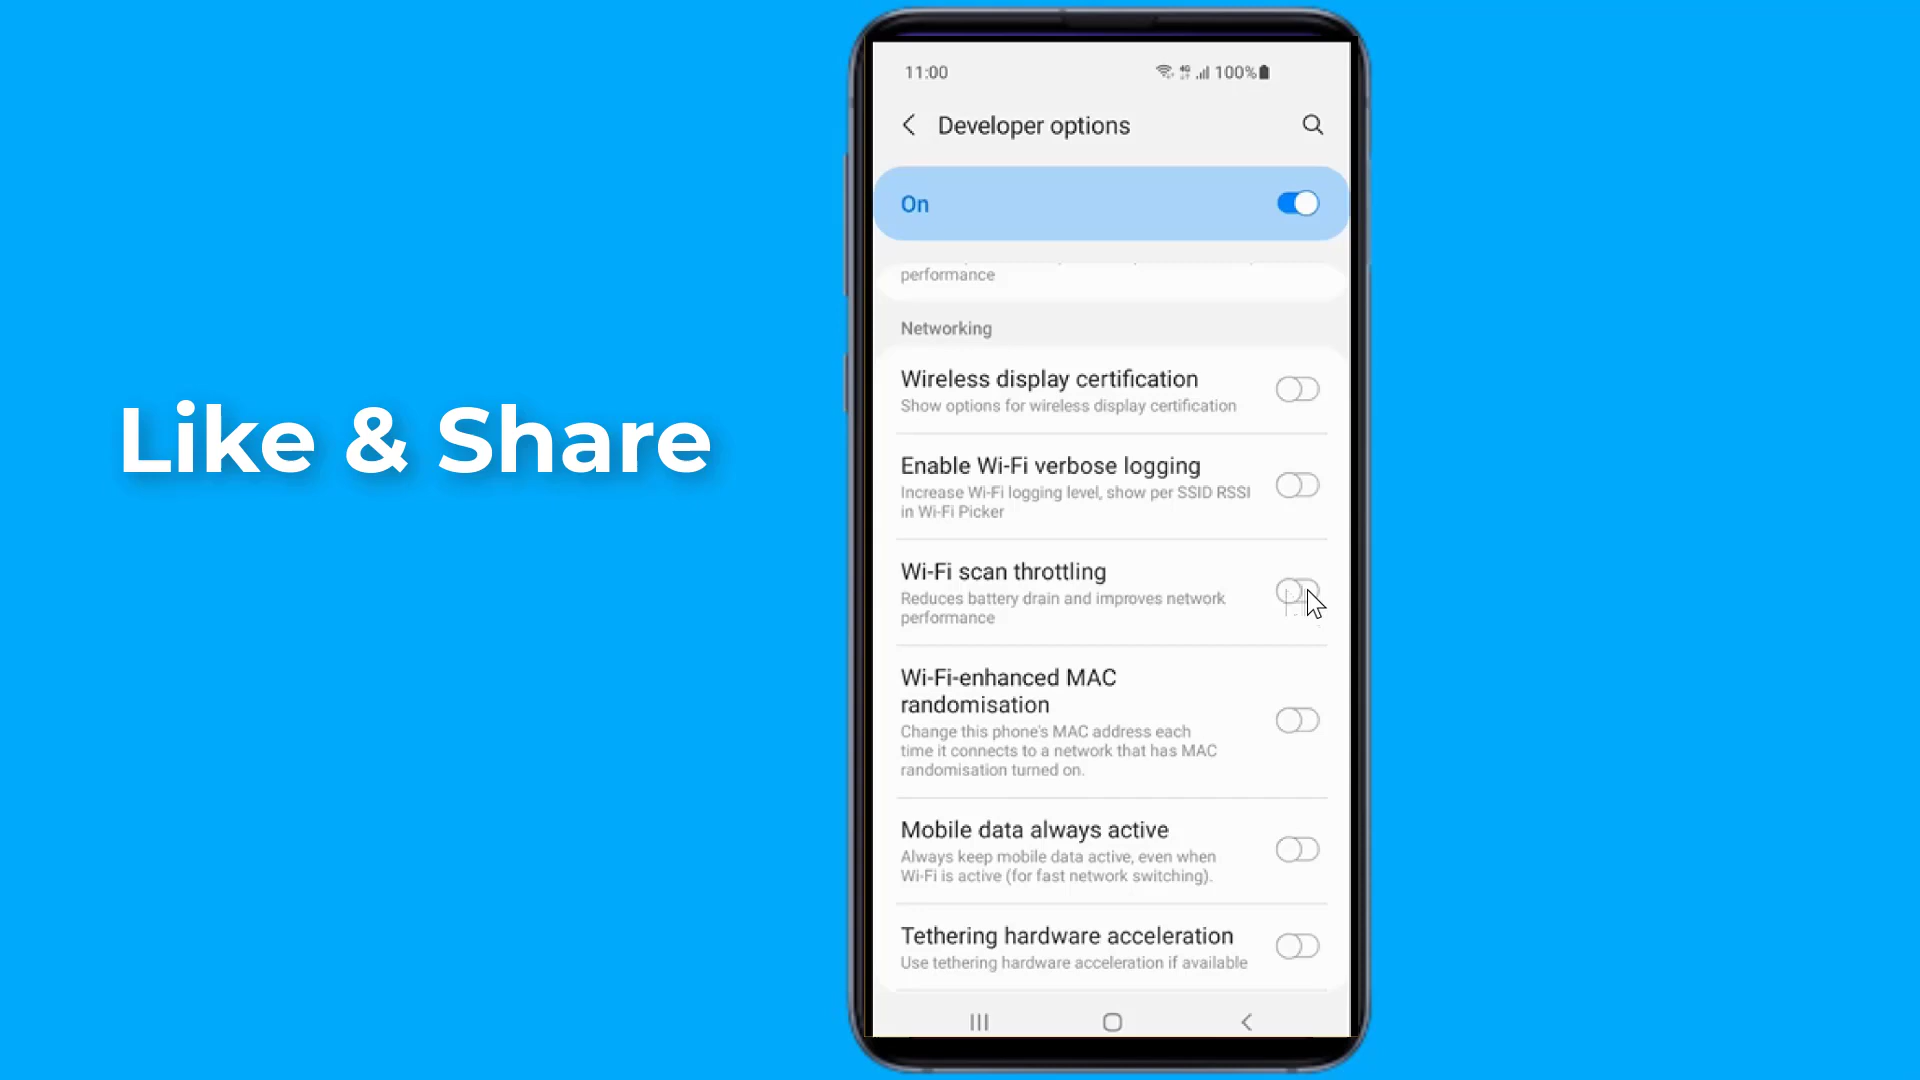 Like & Share
11:00
4G 100%
Developer options
On
performance
Networking
Wireless display certification
Show options for wireless display certification
Enable Wi-Fi verbose logging
Increase Wi-Fi logging level, show per SSID RSSI
in Wi-Fi Picker
Wi-Fi scan throttling
Reduces battery drain and improves network
performance
Wi-Fi-enhanced MAC
randomisation
Change this phone's MAC address each
time it connects to a network that has MAC
randomisation turned on.
Mobile data always active
Always keep mobile data active, even when
Wi-Fi is active (for fast network switching).
Tethering hardware acceleration
Use tethering hardware acceleration if available